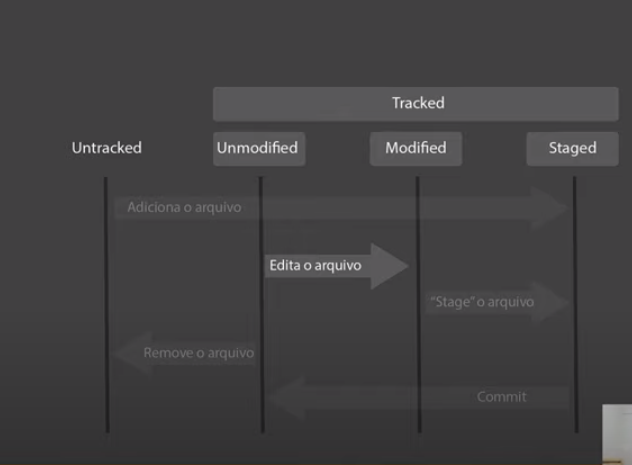 Tracked
Untracked Unmodified Modified Staged
Adiciona o arquivo
Edita o arquivo
"Stage" o arquivo
Remove o arquivo
Commit